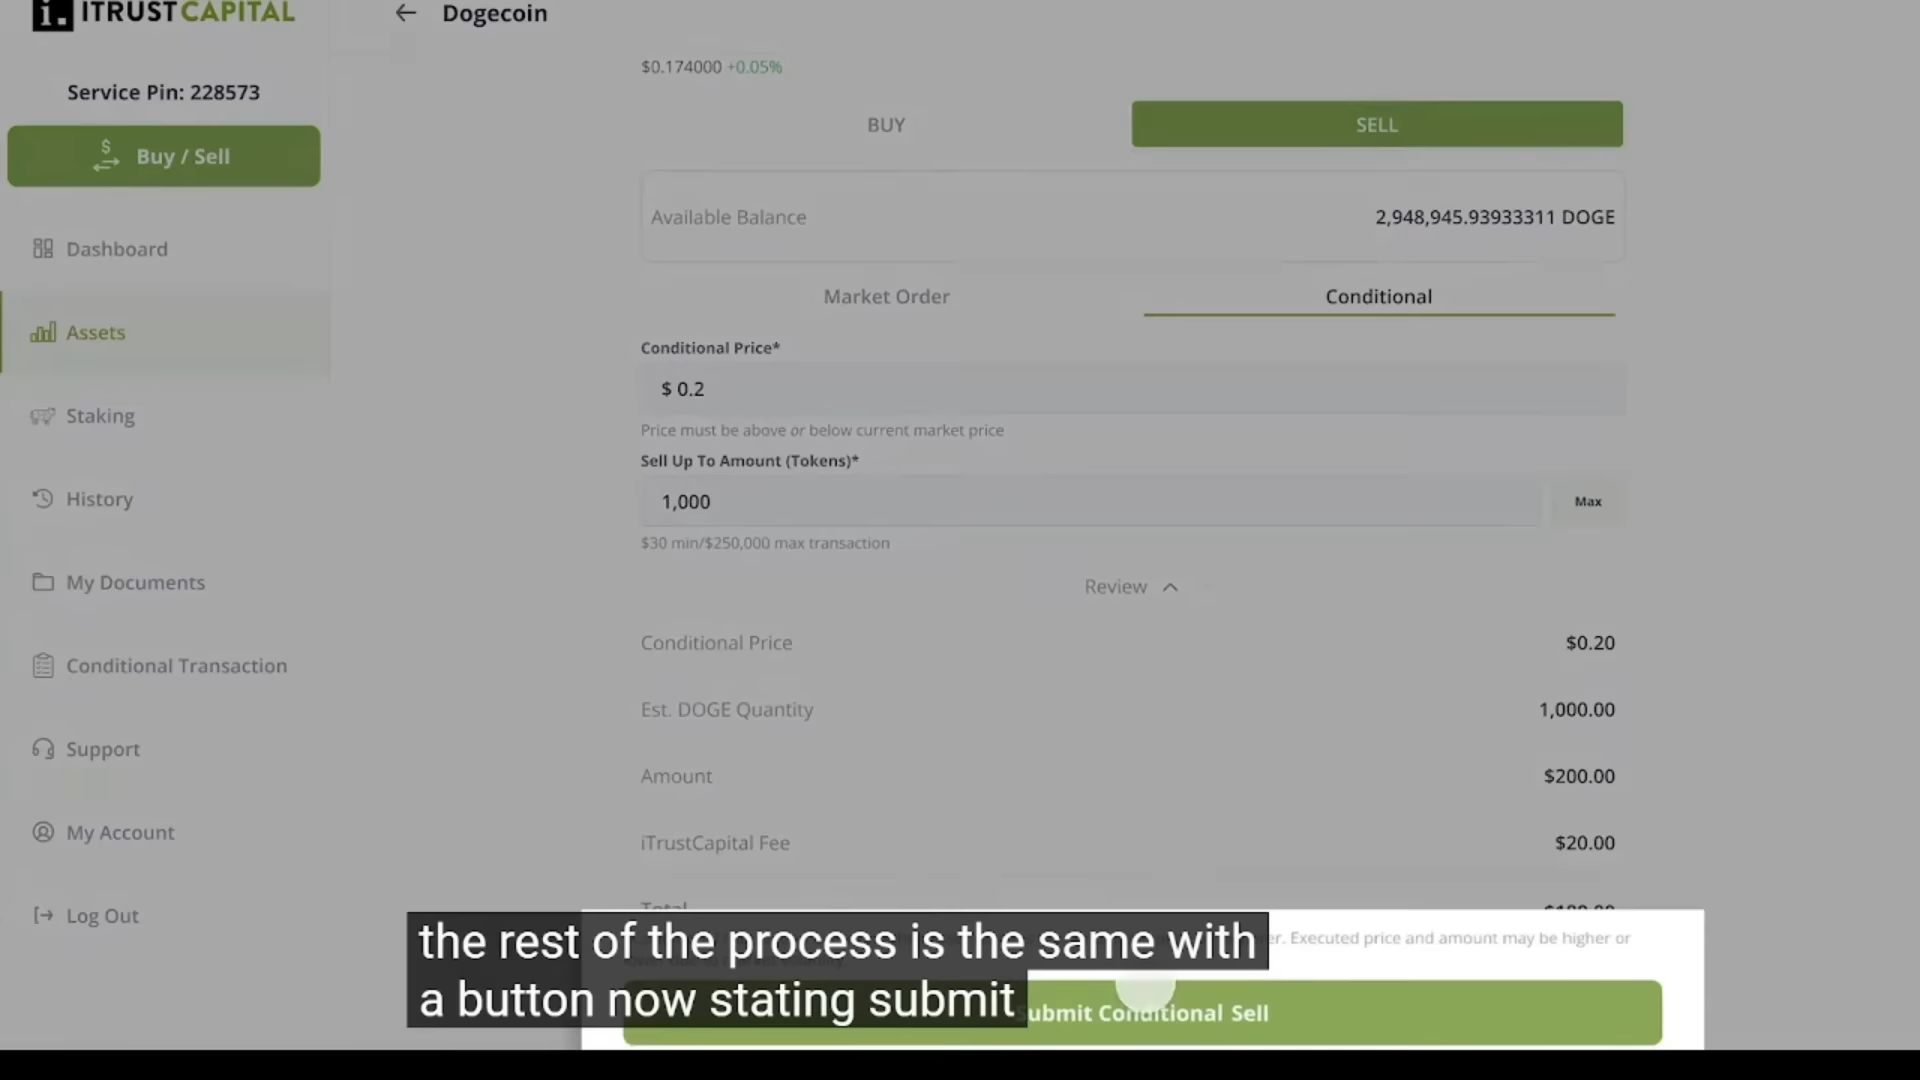 i. ITRUSTCAPITAL
Dogecoin
$0.174000 +0.05%
Service Pin: 228573
BUY
SELL
Buy / Sell
Available Balance
2,948,945.93933311 DOGE
Dashboard
Market Order
Conditional
Assets
Conditional Price*
$ 0.2
Staking
Price must be above or below current market price
Sell Up To Amount (Tokens)*
History
1,000
Max
$30 min/$250,000 max transaction
My Documents
Review
Conditional Price
$0.20
Conditional Transaction
Est. DOGE Quantity
1,000.00
Support
Amount
$200.00
My Account
iTrustCapital Fee
$20.00
Log Out
Total
the rest of the process is the same with
a button now stating submit
Executed price and amount may be higher or
Submit Conditional Sell